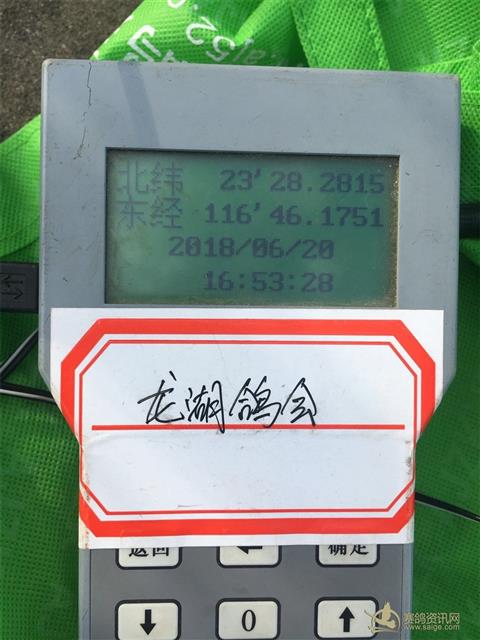 北纬 23'28.2815
东经 116'46.1751
2018/06/20
16:53:28
龙湖鸽会
返回 ← 确定
↓ 0 ↑
赛鸽资讯网
www.saige.com